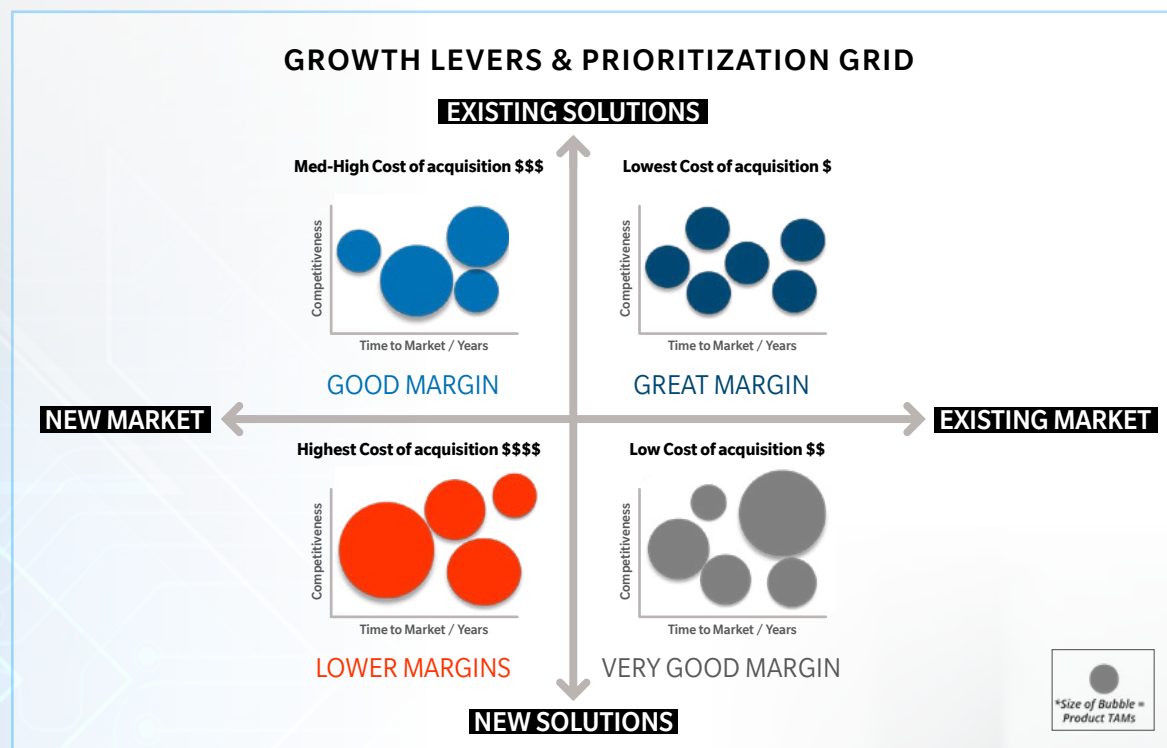 GROWTH LEVERS & PRIORITIZATION GRID
EXISTING SOLUTIONS
Med-High Cost of acquisition $$$
Competitiveness
Time to Market / Years
GOOD MARGIN
Lowest Cost of acquisition $
Competitiveness
Time to Market / Years
GREAT MARGIN
NEW MARKET
EXISTING MARKET
Highest Cost of acquisition $$$$
Competitiveness
Time to Market / Years
LOWER MARGINS
Low Cost of acquisition $$
Competitiveness
Time to Market / Years
VERY GOOD MARGIN
NEW SOLUTIONS
*Size of Bubble =
Product TAMs